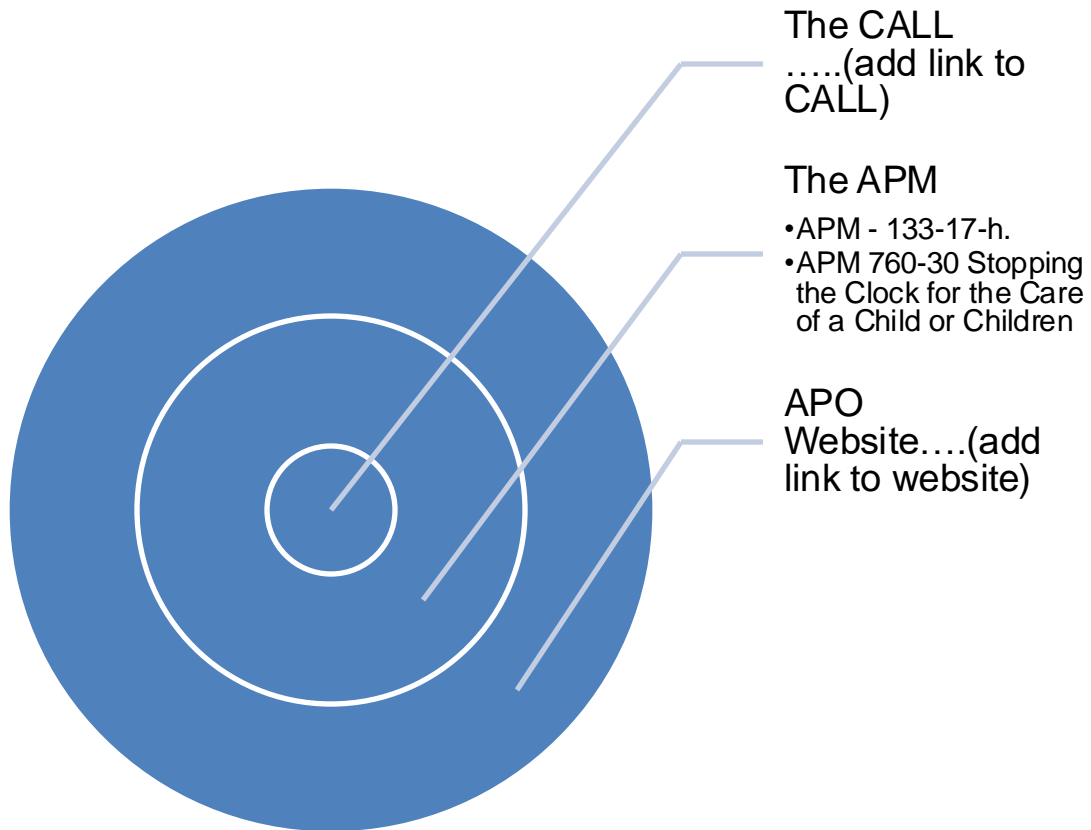 The CALL
…..(add link to
CALL)
The APM
•APM - 133-17-h.
•APM 760-30 Stopping
the Clock for the Care
of a Child or Children
APO
Website….(add
link to website)